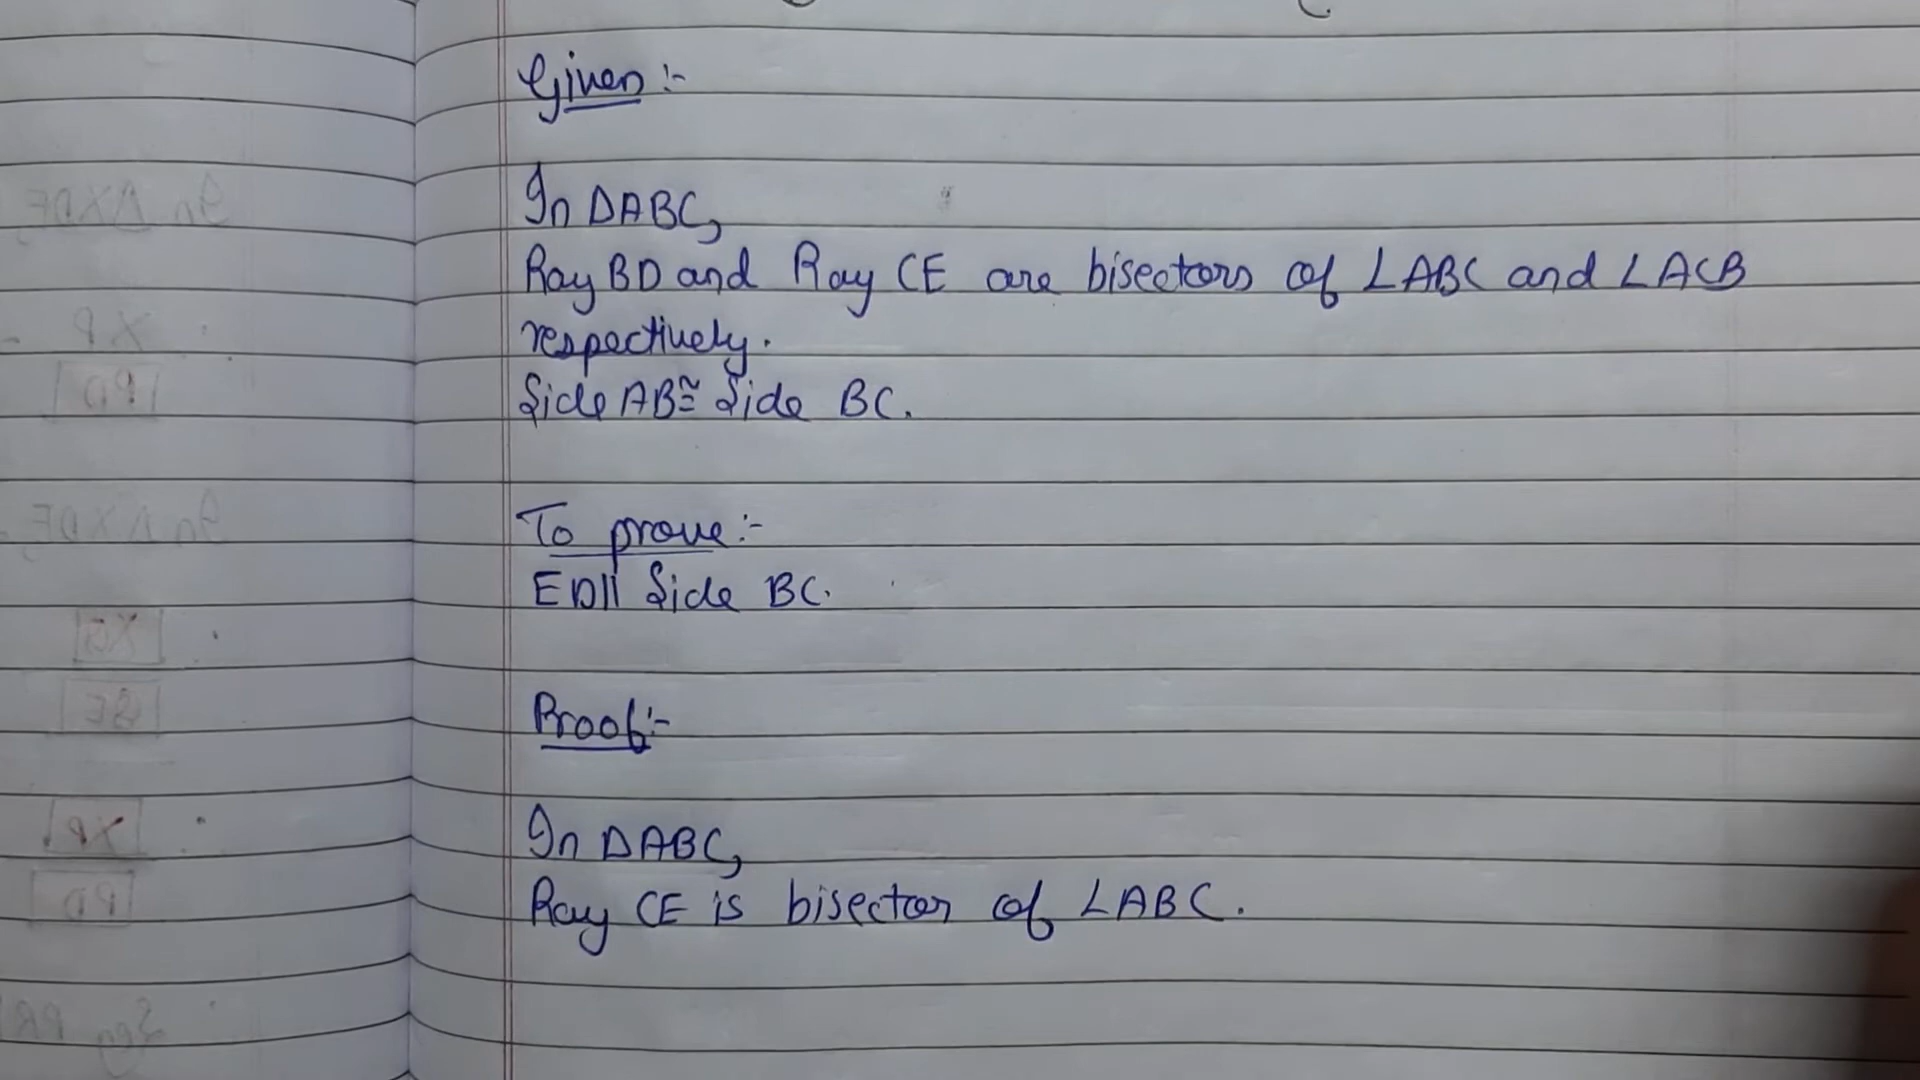 Given :-
In ΔABC,
Ray BD and Ray CE are bisectors of ∠ABC and ∠ACB
respectively.
Side AB ≅ Side BC.
To prove :-
ED || Side BC.
Proof :-
In ΔABC,
Ray CE is bisector of ∠ABC.